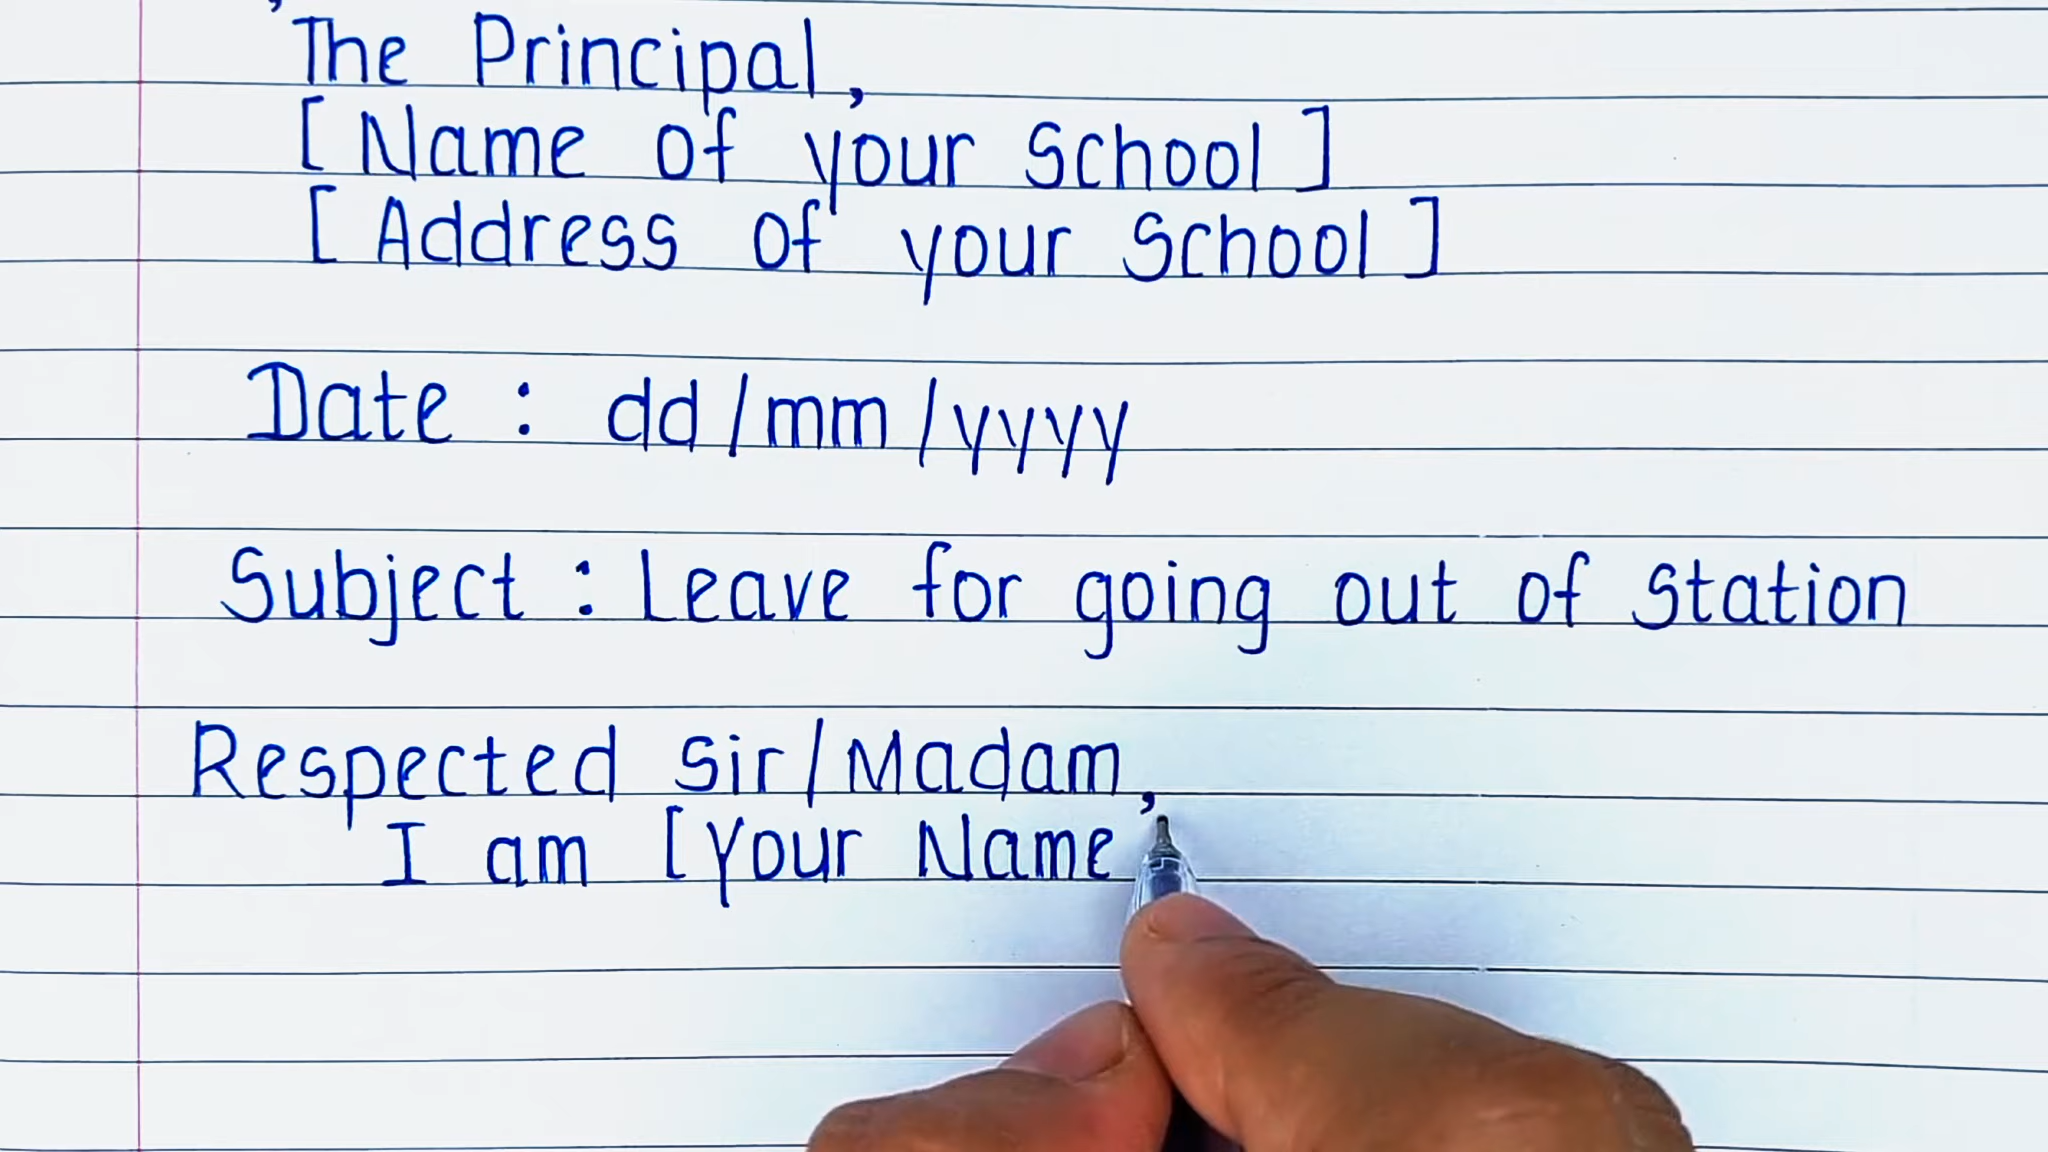 The Principal,
[Name of your School]
[Address of your School]
Date : dd/mm/yyyy
Subject : Leave for going out of station
Respected Sir/Madam,
I am [Your Name